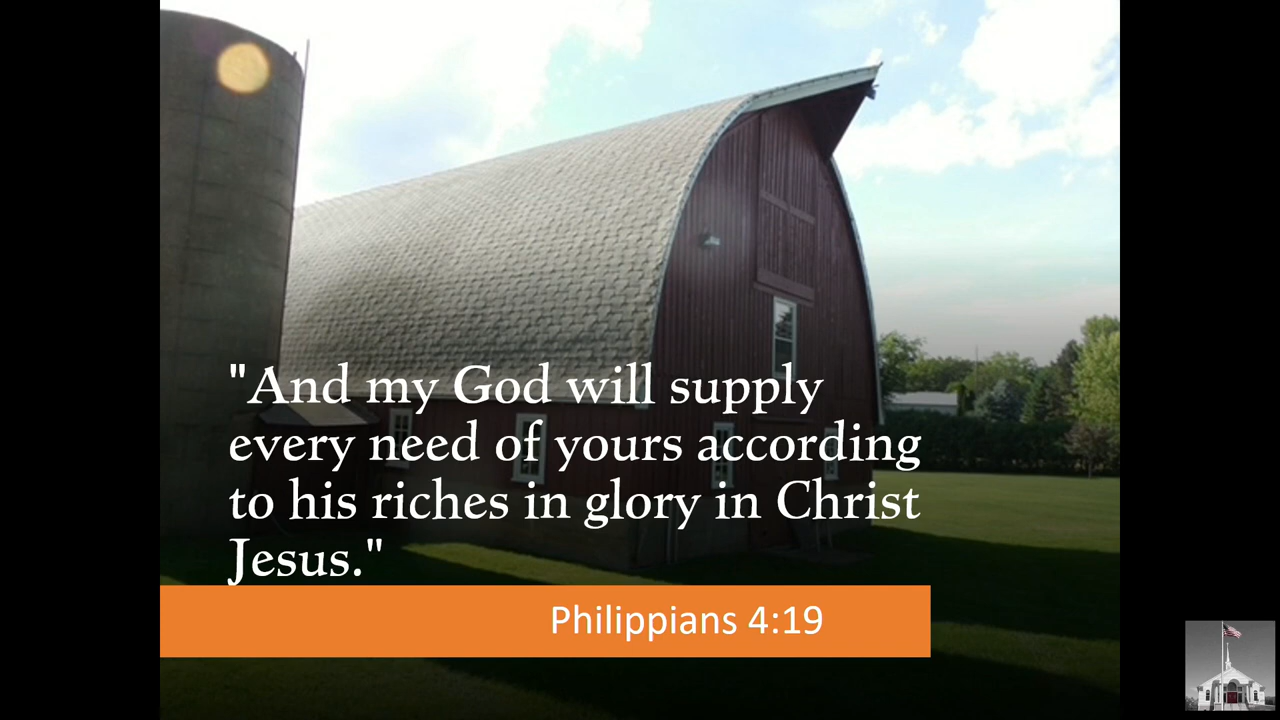 "And my God will supply
every need of yours according
to his riches in glory in Christ
Jesus."
Philippians 4:19